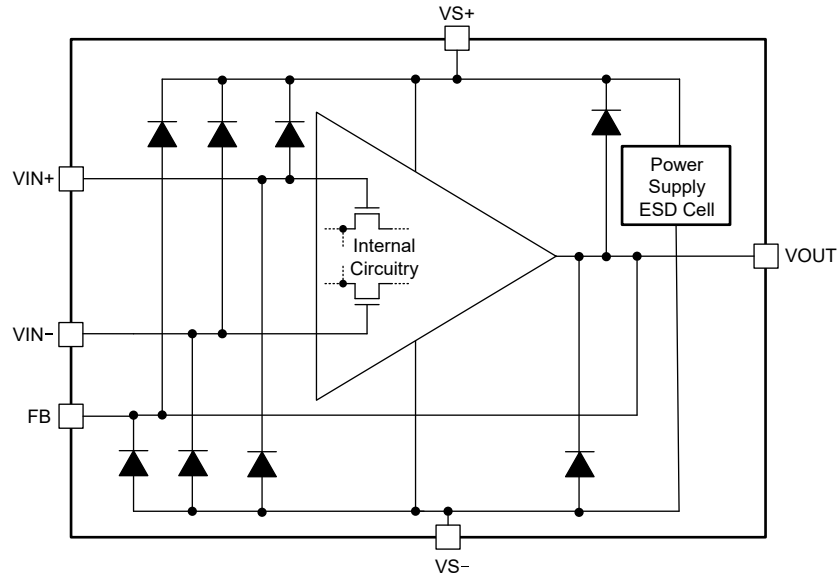 VS+
VIN+
Power
Supply
ESD Cell
Internal
Circuitry
VOUT
VIN−
FB
VS−